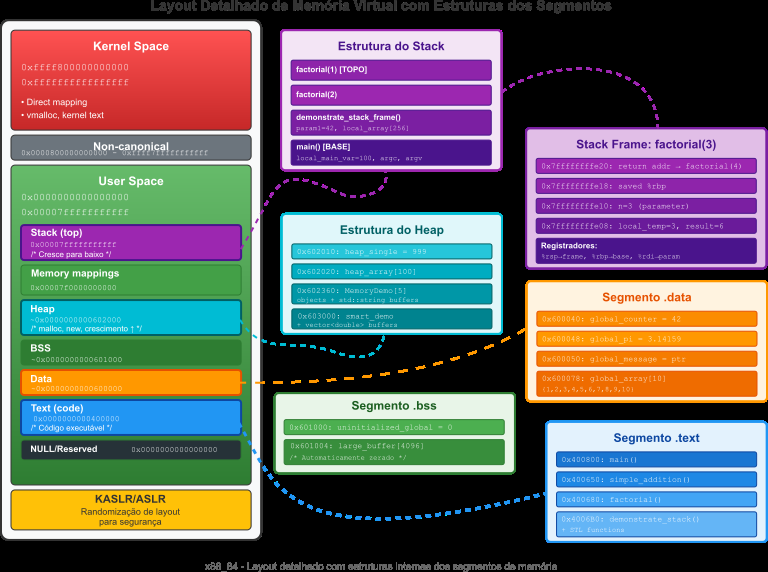 Layout Detalhado de Memória Virtual com Estruturas dos Segmentos
Kernel Space
0xffff800000000000
0xffffffffffffffff
• Direct mapping
• vmalloc, kernel text
Non-canonical
0x0000800000000000 - 0xffff7fffffffffff
User Space
0x0000000000000000
0x00007fffffffffff
Stack (top)
0x00007fffffffffff
/* Cresce para baixo */
Memory mappings
0x00007f0000000000
Heap
~0x0000000000602000
/* malloc, new, crescimento ↑ */
BSS
~0x0000000000601000
Data
~0x0000000000600000
Text (code)
0x0000000000400000
/* Código executável */
NULL/Reserved 0x0000000000000000
KASLR/ASLR
Randomização de layout
para segurança
Estrutura do Stack
factorial(1) [TOPO]
factorial(2)
demonstrate_stack_frame()
param1=42, local_array[256]
main() [BASE]
local_main_var=100, argc, argv
Estrutura do Heap
0x602010: heap_single = 999
0x602020: heap_array[100]
0x602360: MemoryDemo[5]
objects + std::string buffers
0x603000: smart_demo
+ vector<double> buffers
Segmento .bss
0x601000: uninitialized_global = 0
0x601004: large_buffer[4096]
/* Automaticamente zerado */
Stack Frame: factorial(3)
0x7fffffffe20: return addr → factorial(4)
0x7fffffffe18: saved %rbp
0x7fffffffe10: n=3 (parameter)
0x7fffffffe08: local_temp=3, result=6
Registradores:
%rsp→frame, %rbp→base, %rdi→param
Segmento .data
0x600040: global_counter = 42
0x600048: global_pi = 3.14159
0x600050: global_message = ptr
0x600078: global_array[10]
{1,2,3,4,5,6,7,8,9,10}
Segmento .text
0x400800: main()
0x400650: simple_addition()
0x400680: factorial()
0x4006B0: demonstrate_stack()
+ STL functions
x86_64 - Layout detalhado com estruturas internas dos segmentos de memória